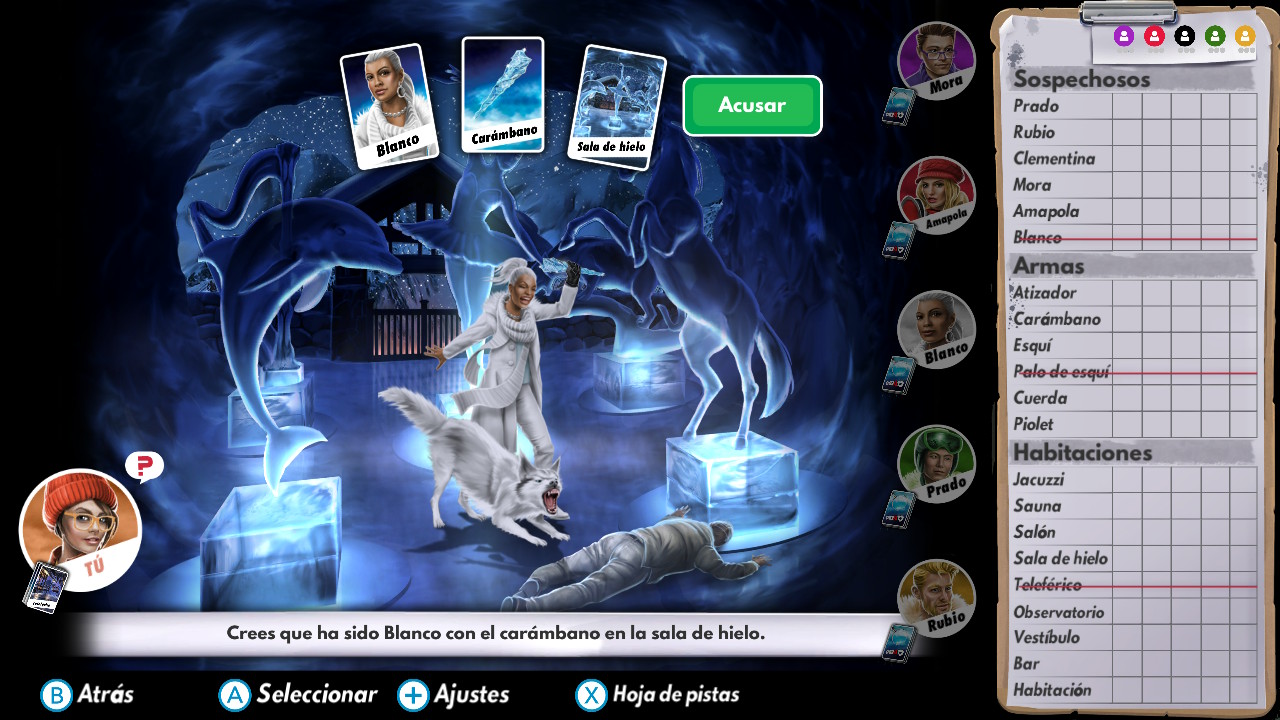 Blanco
Carámbano
Sala de hielo
Acusar
Mora
Amapola
Blanco
Prado
Rubio
?
TÚ
Crees que ha sido Blanco con el carámbano en la sala de hielo.
B Atrás
A Seleccionar
+ Ajustes
X Hoja de pistas
Sospechosos
Prado
Rubio
Clementina
Mora
Amapola
Blanco
Armas
Atizador
Carámbano
Esquí
Palo de esquí
Cuerda
Piolet
Habitaciones
Jacuzzi
Sauna
Salón
Sala de hielo
Teleférico
Observatorio
Vestíbulo
Bar
Habitación